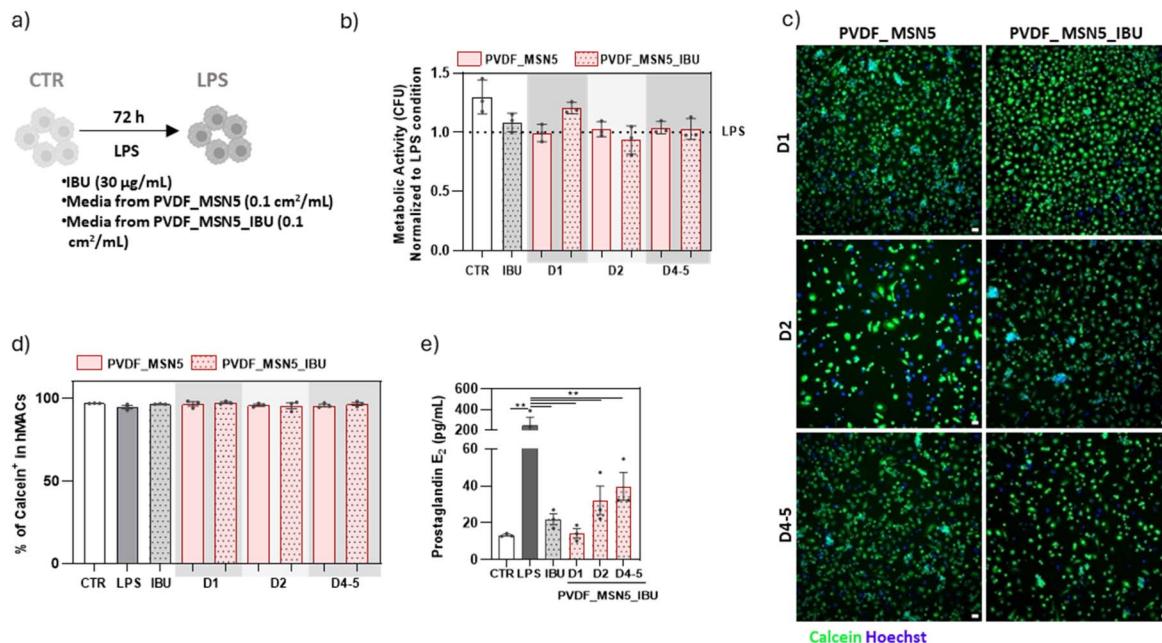 a)
CTR
LPS
72 h
LPS
•IBU (30 µg/mL)
•Media from PVDF_MSN5 (0.1 cm²/mL)
•Media from PVDF_MSN5_IBU (0.1
cm²/mL)
b)
PVDF_MSN5
PVDF_MSN5_IBU
Metabolic Activity (CFU)
Normalized to LPS condition
1.5
1.0
0.5
0.0
LPS
CTR
IBU
D1
D2
D4-5
c)
PVDF_MSN5
PVDF_MSN5_IBU
D1
D2
D4-5
Calcein Hoechst
d)
PVDF_MSN5
PVDF_MSN5_IBU
% of Calcein⁺ in hMACs
100
50
0
CTR
LPS
IBU
D1
D2
D4-5
e)
Prostaglandin E₂ (pg/mL)
600
400
200
60
40
20
0
**
**
CTR
LPS
IBU
D1
D2
D4-5
PVDF_MSN5_IBU